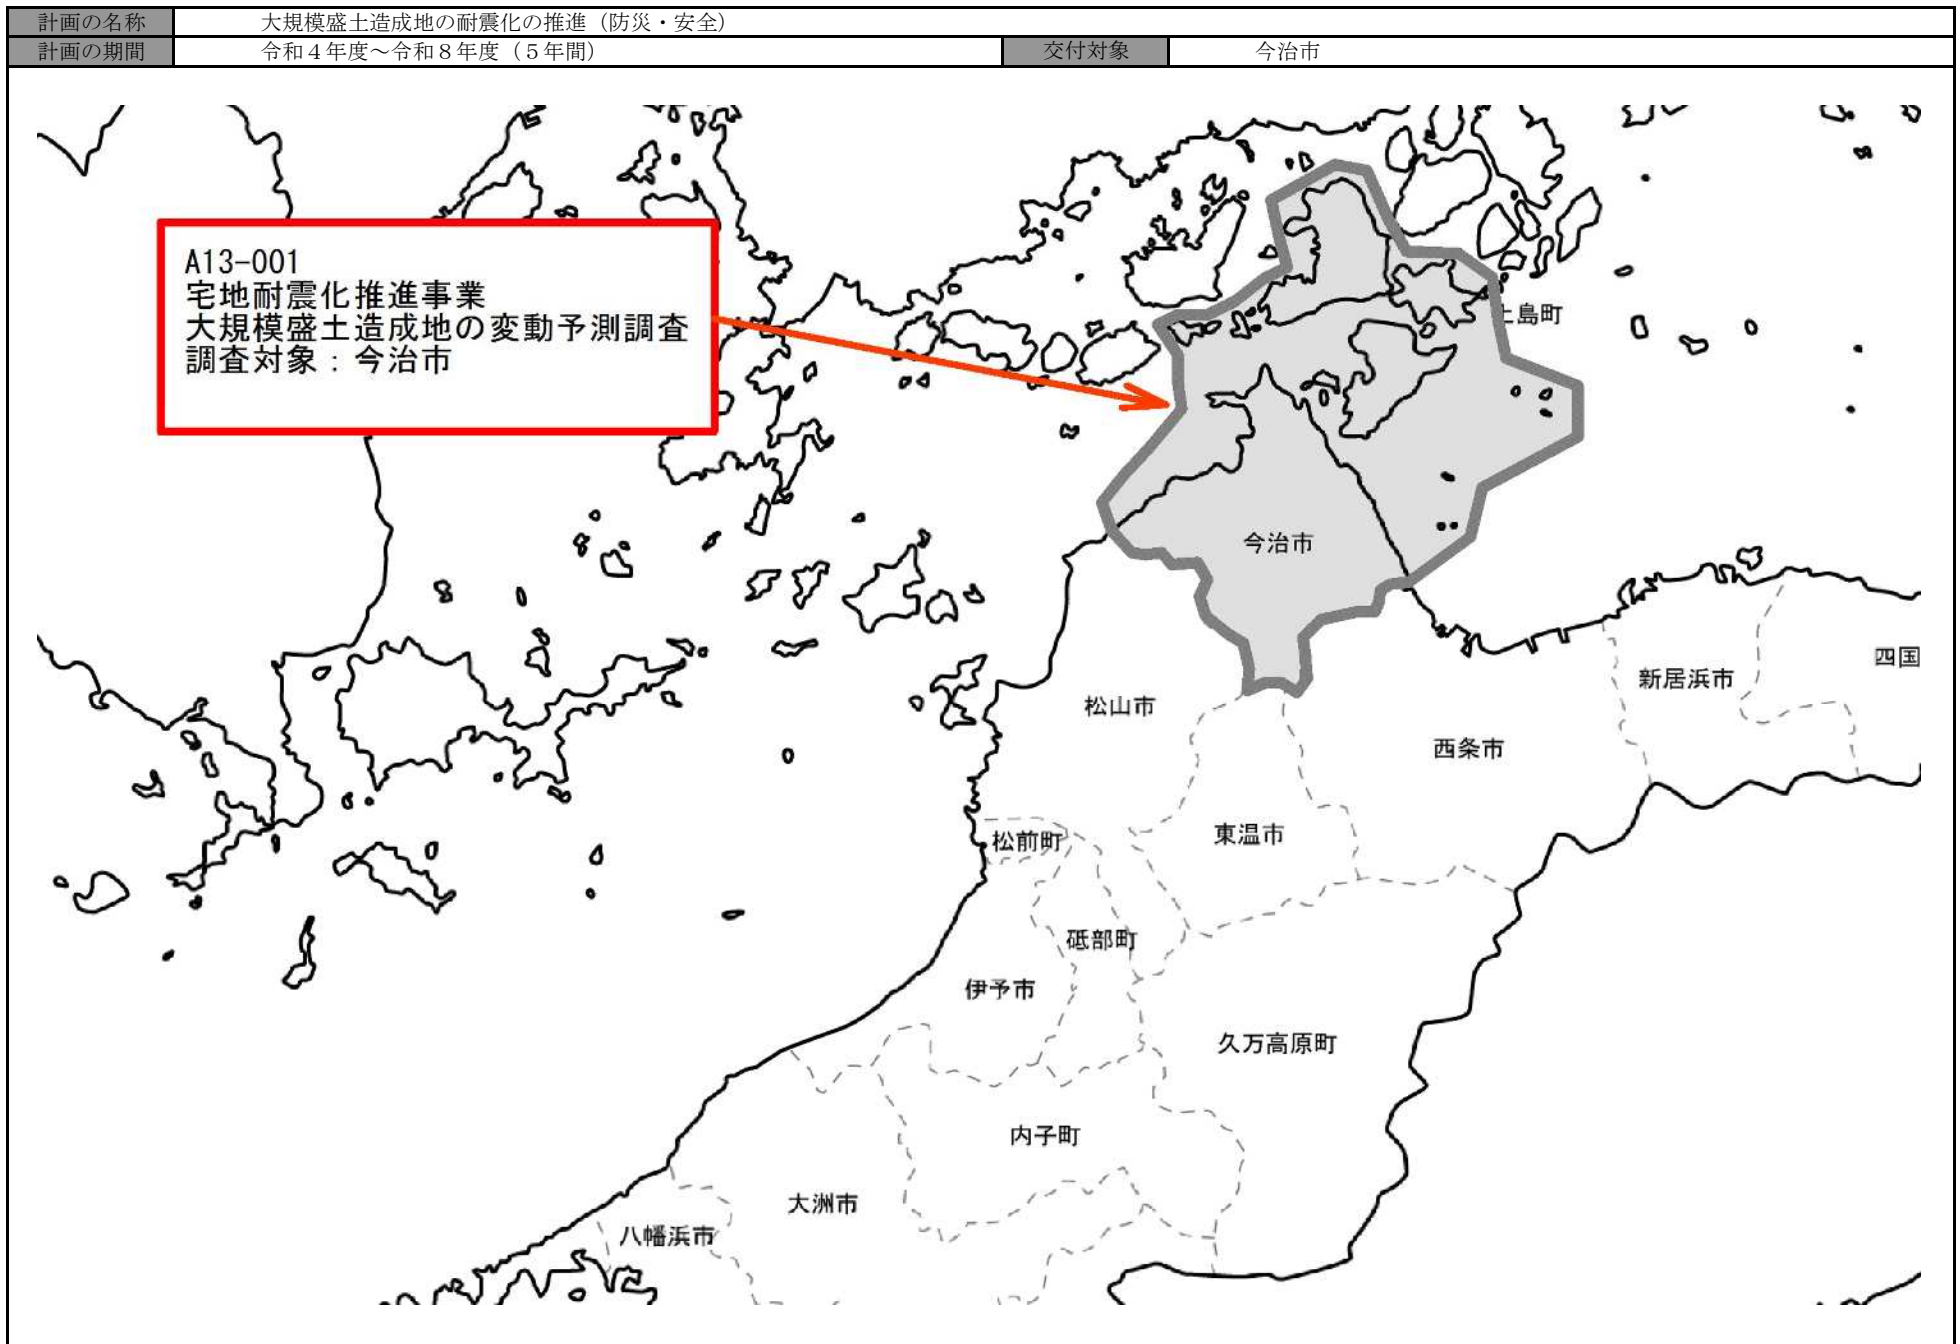 計画の名称 大規模盛土造成地の耐震化の推進（防災・安全）
計画の期間 令和４年度～令和８年度（５年間） 交付対象 今治市
A13-001
宅地耐震化推進事業
大規模盛土造成地の変動予測調査
調査対象：今治市
上島町
今治市
四国
新居浜市
松山市
西条市
東温市
松前町
砥部町
伊予市
久万高原町
内子町
大洲市
八幡浜市